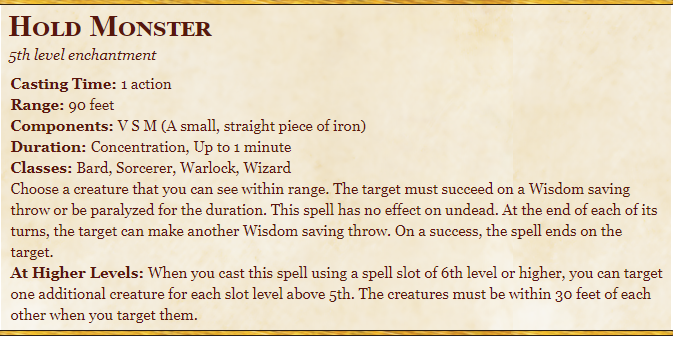 Hold Monster
5th level enchantment
Casting Time: 1 action
Range: 90 feet
Components: V S M (A small, straight piece of iron)
Duration: Concentration, Up to 1 minute
Classes: Bard, Sorcerer, Warlock, Wizard
Choose a creature that you can see within range. The target must succeed on a Wisdom saving
throw or be paralyzed for the duration. This spell has no effect on undead. At the end of each of its
turns, the target can make another Wisdom saving throw. On a success, the spell ends on the
target.
At Higher Levels: When you cast this spell using a spell slot of 6th level or higher, you can target
one additional creature for each slot level above 5th. The creatures must be within 30 feet of each
other when you target them.